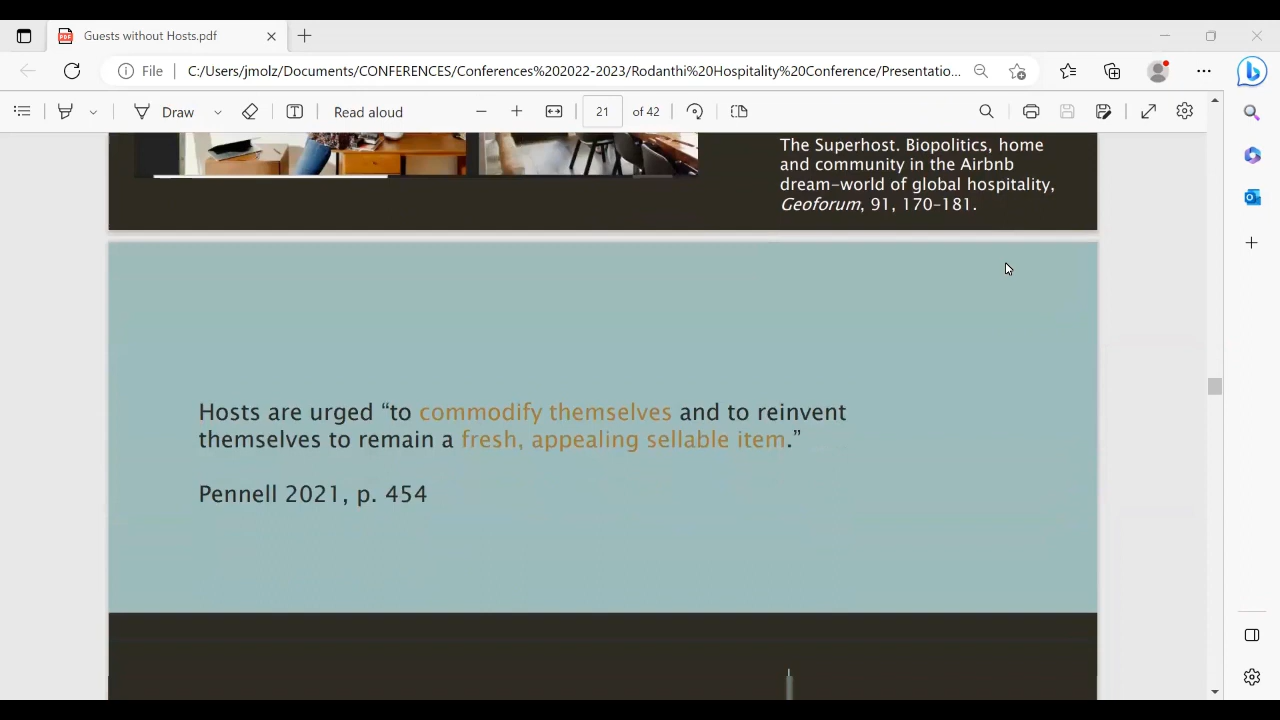 Guests without Hosts.pdf
File
C:/Users/jmolz/Documents/CONFERENCES/Conferences%202022-2023/Rodanthi%20Hospitality%20Conference/Presentatio...
Draw
Read aloud
21
of 42
The Superhost. Biopolitics, home
and community in the Airbnb
dream-world of global hospitality,
Geoforum, 91, 170-181.
Hosts are urged “to commodify themselves and to reinvent
themselves to remain a fresh, appealing sellable item.”
Pennell 2021, p. 454